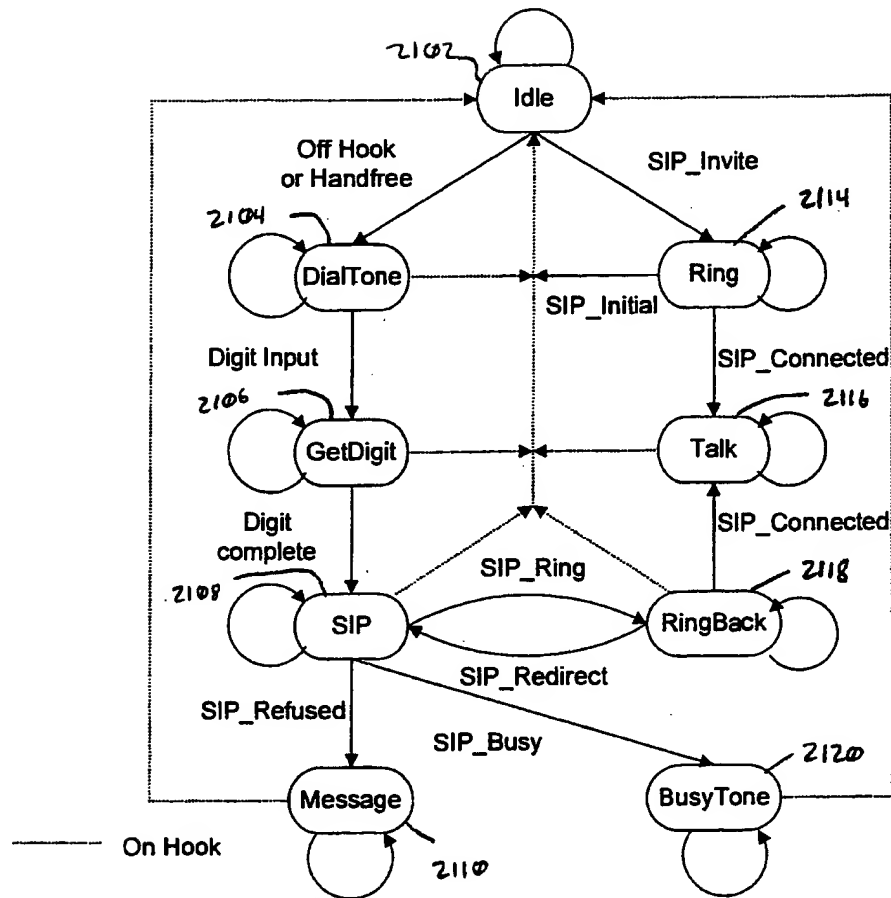 2102
Idle
Off Hook
or Handfree
SIP_Invite
2104
2114
DialTone
Ring
SIP_Initial
Digit Input
SIP_Connected
2106
2116
GetDigit
Talk
Digit
complete
SIP_Connected
SIP_Ring
2108
2118
SIP
RingBack
SIP_Redirect
SIP_Refused
SIP_Busy
2120
Message
BusyTone
On Hook
2110